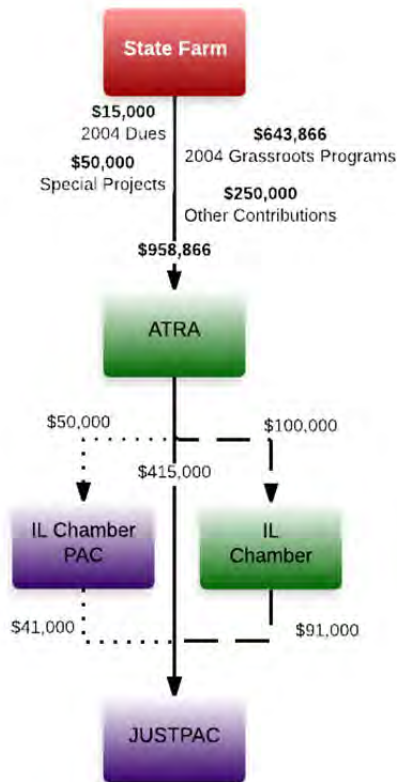 State Farm
$15,000
2004 Dues
$643,866
2004 Grassroots Programs
$50,000
Special Projects
$250,000
Other Contributions
$958,866
ATRA
$50,000
$100,000
$415,000
IL Chamber
PAC
IL
Chamber
$41,000
$91,000
JUSTPAC